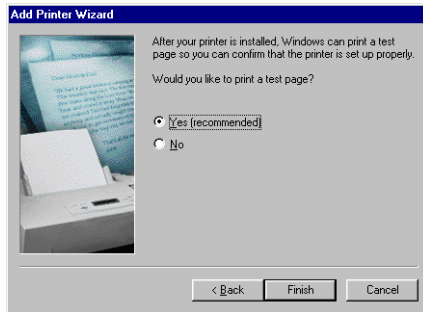 Add Printer Wizard
After your printer is installed, Windows can print a test
page so you can confirm that the printer is set up properly.
Would you like to print a test page?
Yes (recommended)
No
< Back
Finish
Cancel